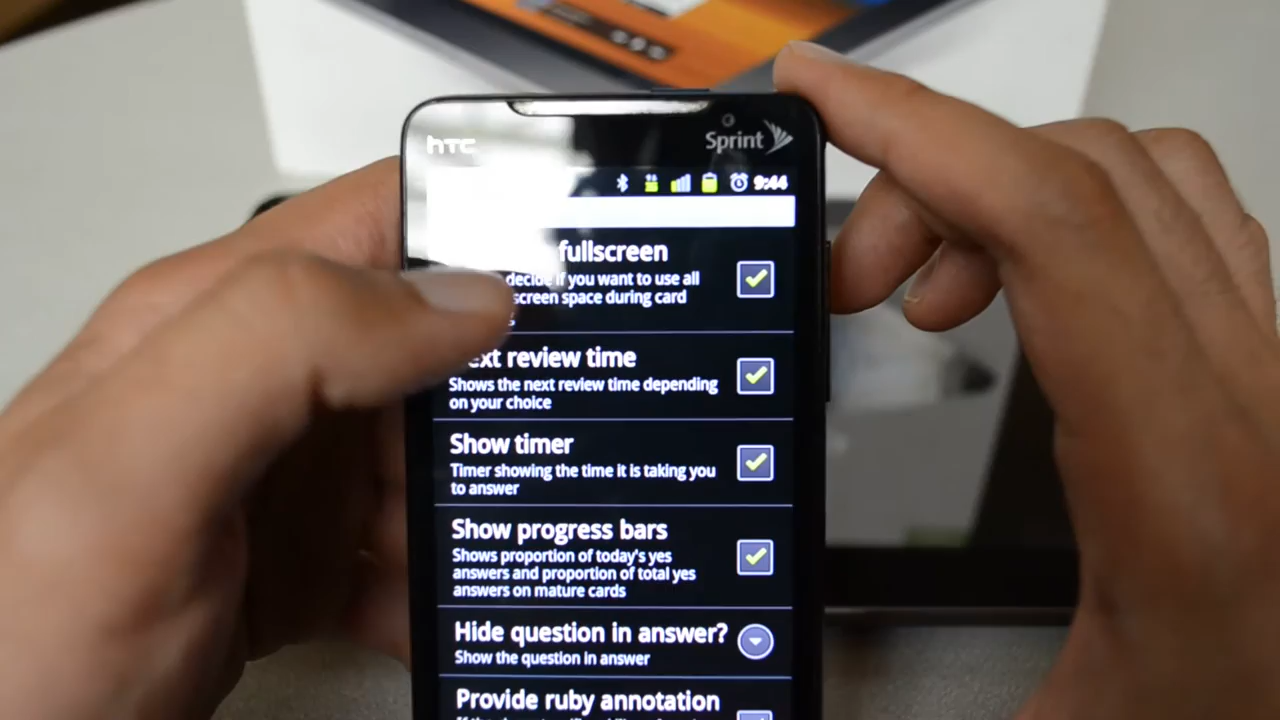 htc
Sprint
9:44
fullscreen
decide if you want to use all
screen space during card
next review time
Shows the next review time depending
on your choice
Show timer
Timer showing the time it is taking you
to answer
Show progress bars
Shows proportion of today's yes
answers and proportion of total yes
answers on mature cards
Hide question in answer?
Show the question in answer
Provide ruby annotation